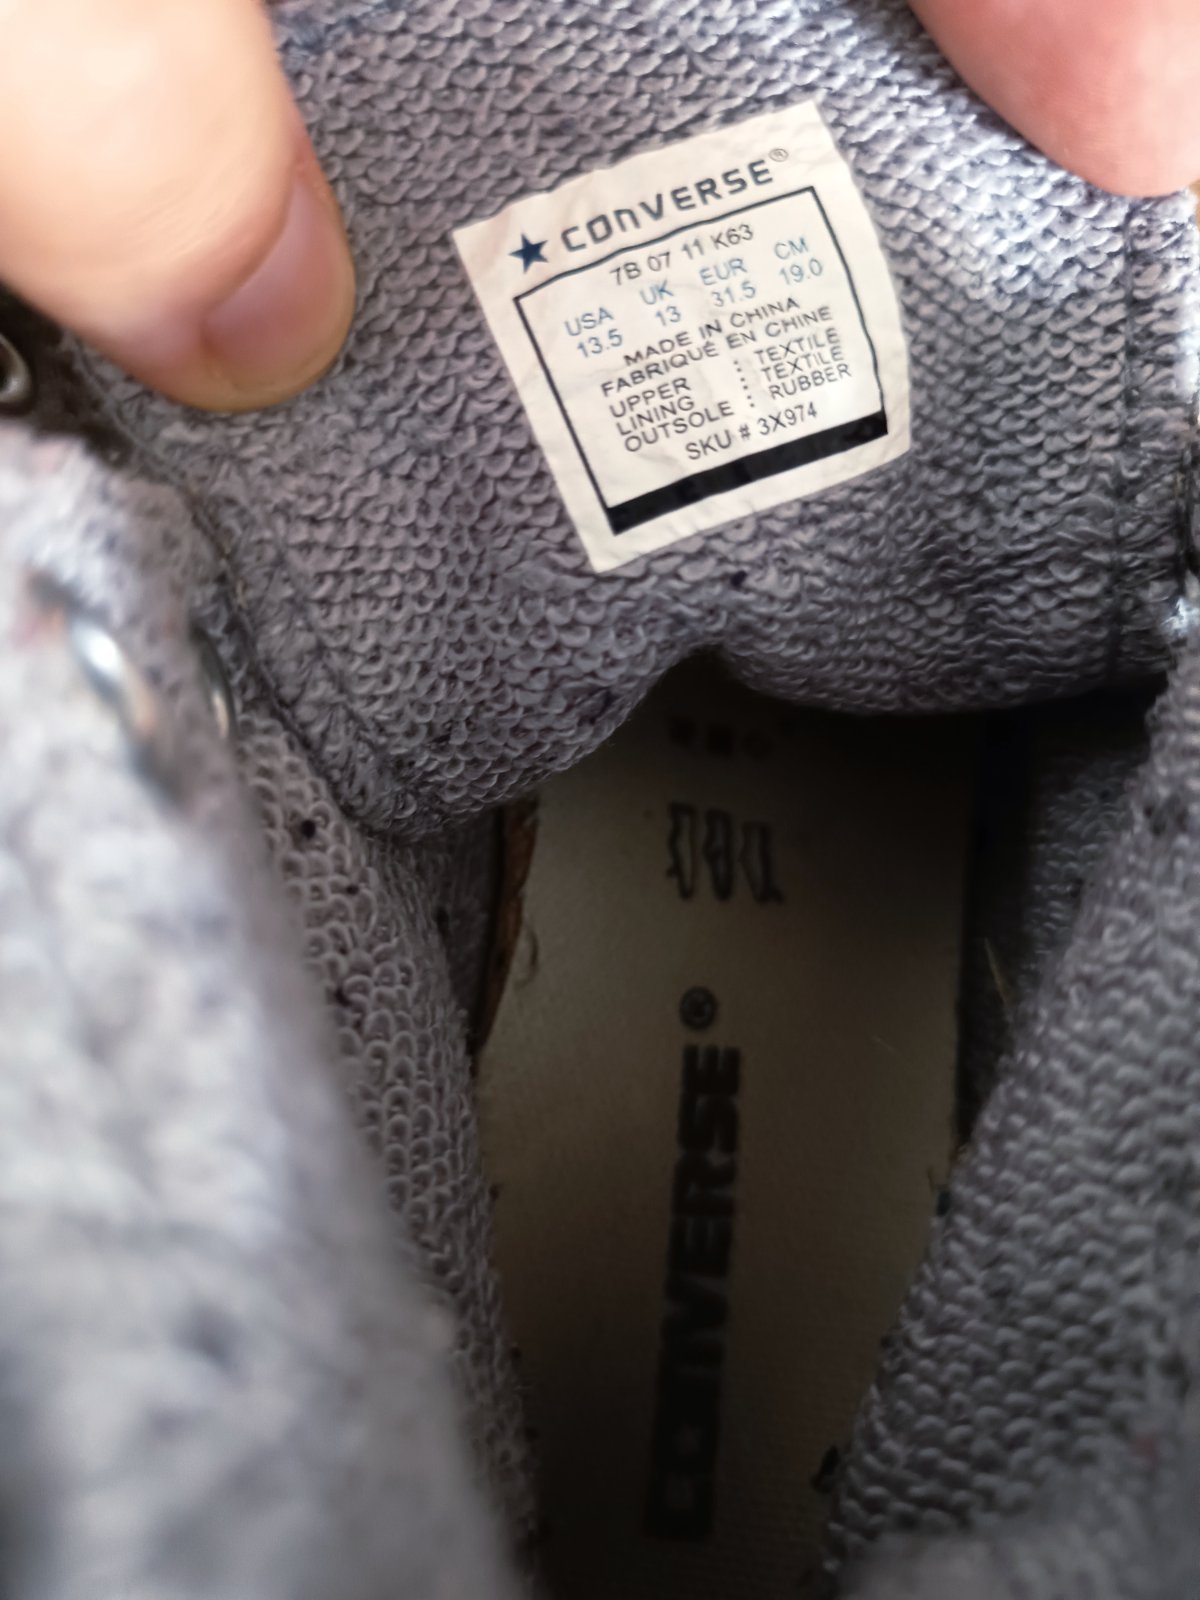 ★ CONVERSE®
7B 07 11 K63
USA UK EUR CM
13.5 13 31.5 19.0
MADE IN CHINA
FABRIQUÉ EN CHINE
UPPER : TEXTILE
LINING : TEXTILE
OUTSOLE : RUBBER
SKU # 3X974
CONVERSE®